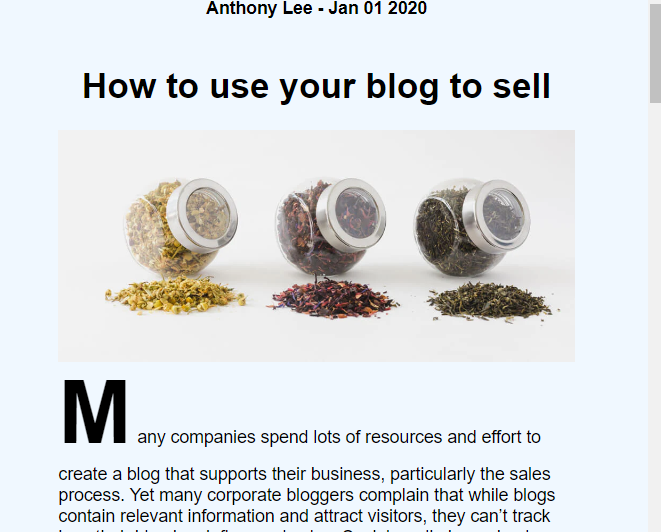 Anthony Lee - Jan 01 2020
How to use your blog to sell
Many companies spend lots of resources and effort to
create a blog that supports their business, particularly the sales
process. Yet many corporate bloggers complain that while blogs
contain relevant information and attract visitors, they can’t track